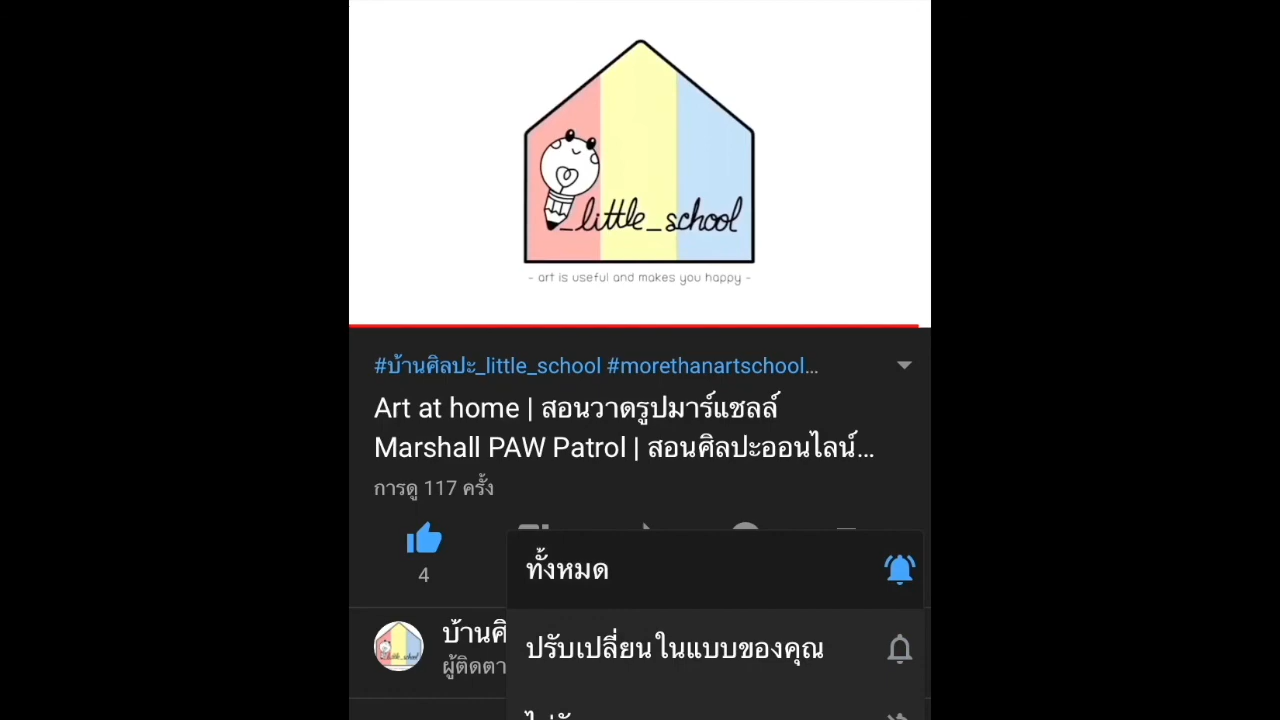 _little_school
- art is useful and makes you happy -
#บ้านศิลปะ_little_school #morethanartschool...
Art at home | สอนวาดรูปมาร์แชลล์
Marshall PAW Patrol | สอนศิลปะออนไลน์...
การดู 117 ครั้ง
4
ทั้งหมด
บ้านศิ
ปรับเปลี่ยนในแบบของคุณ
ผู้ติดตา